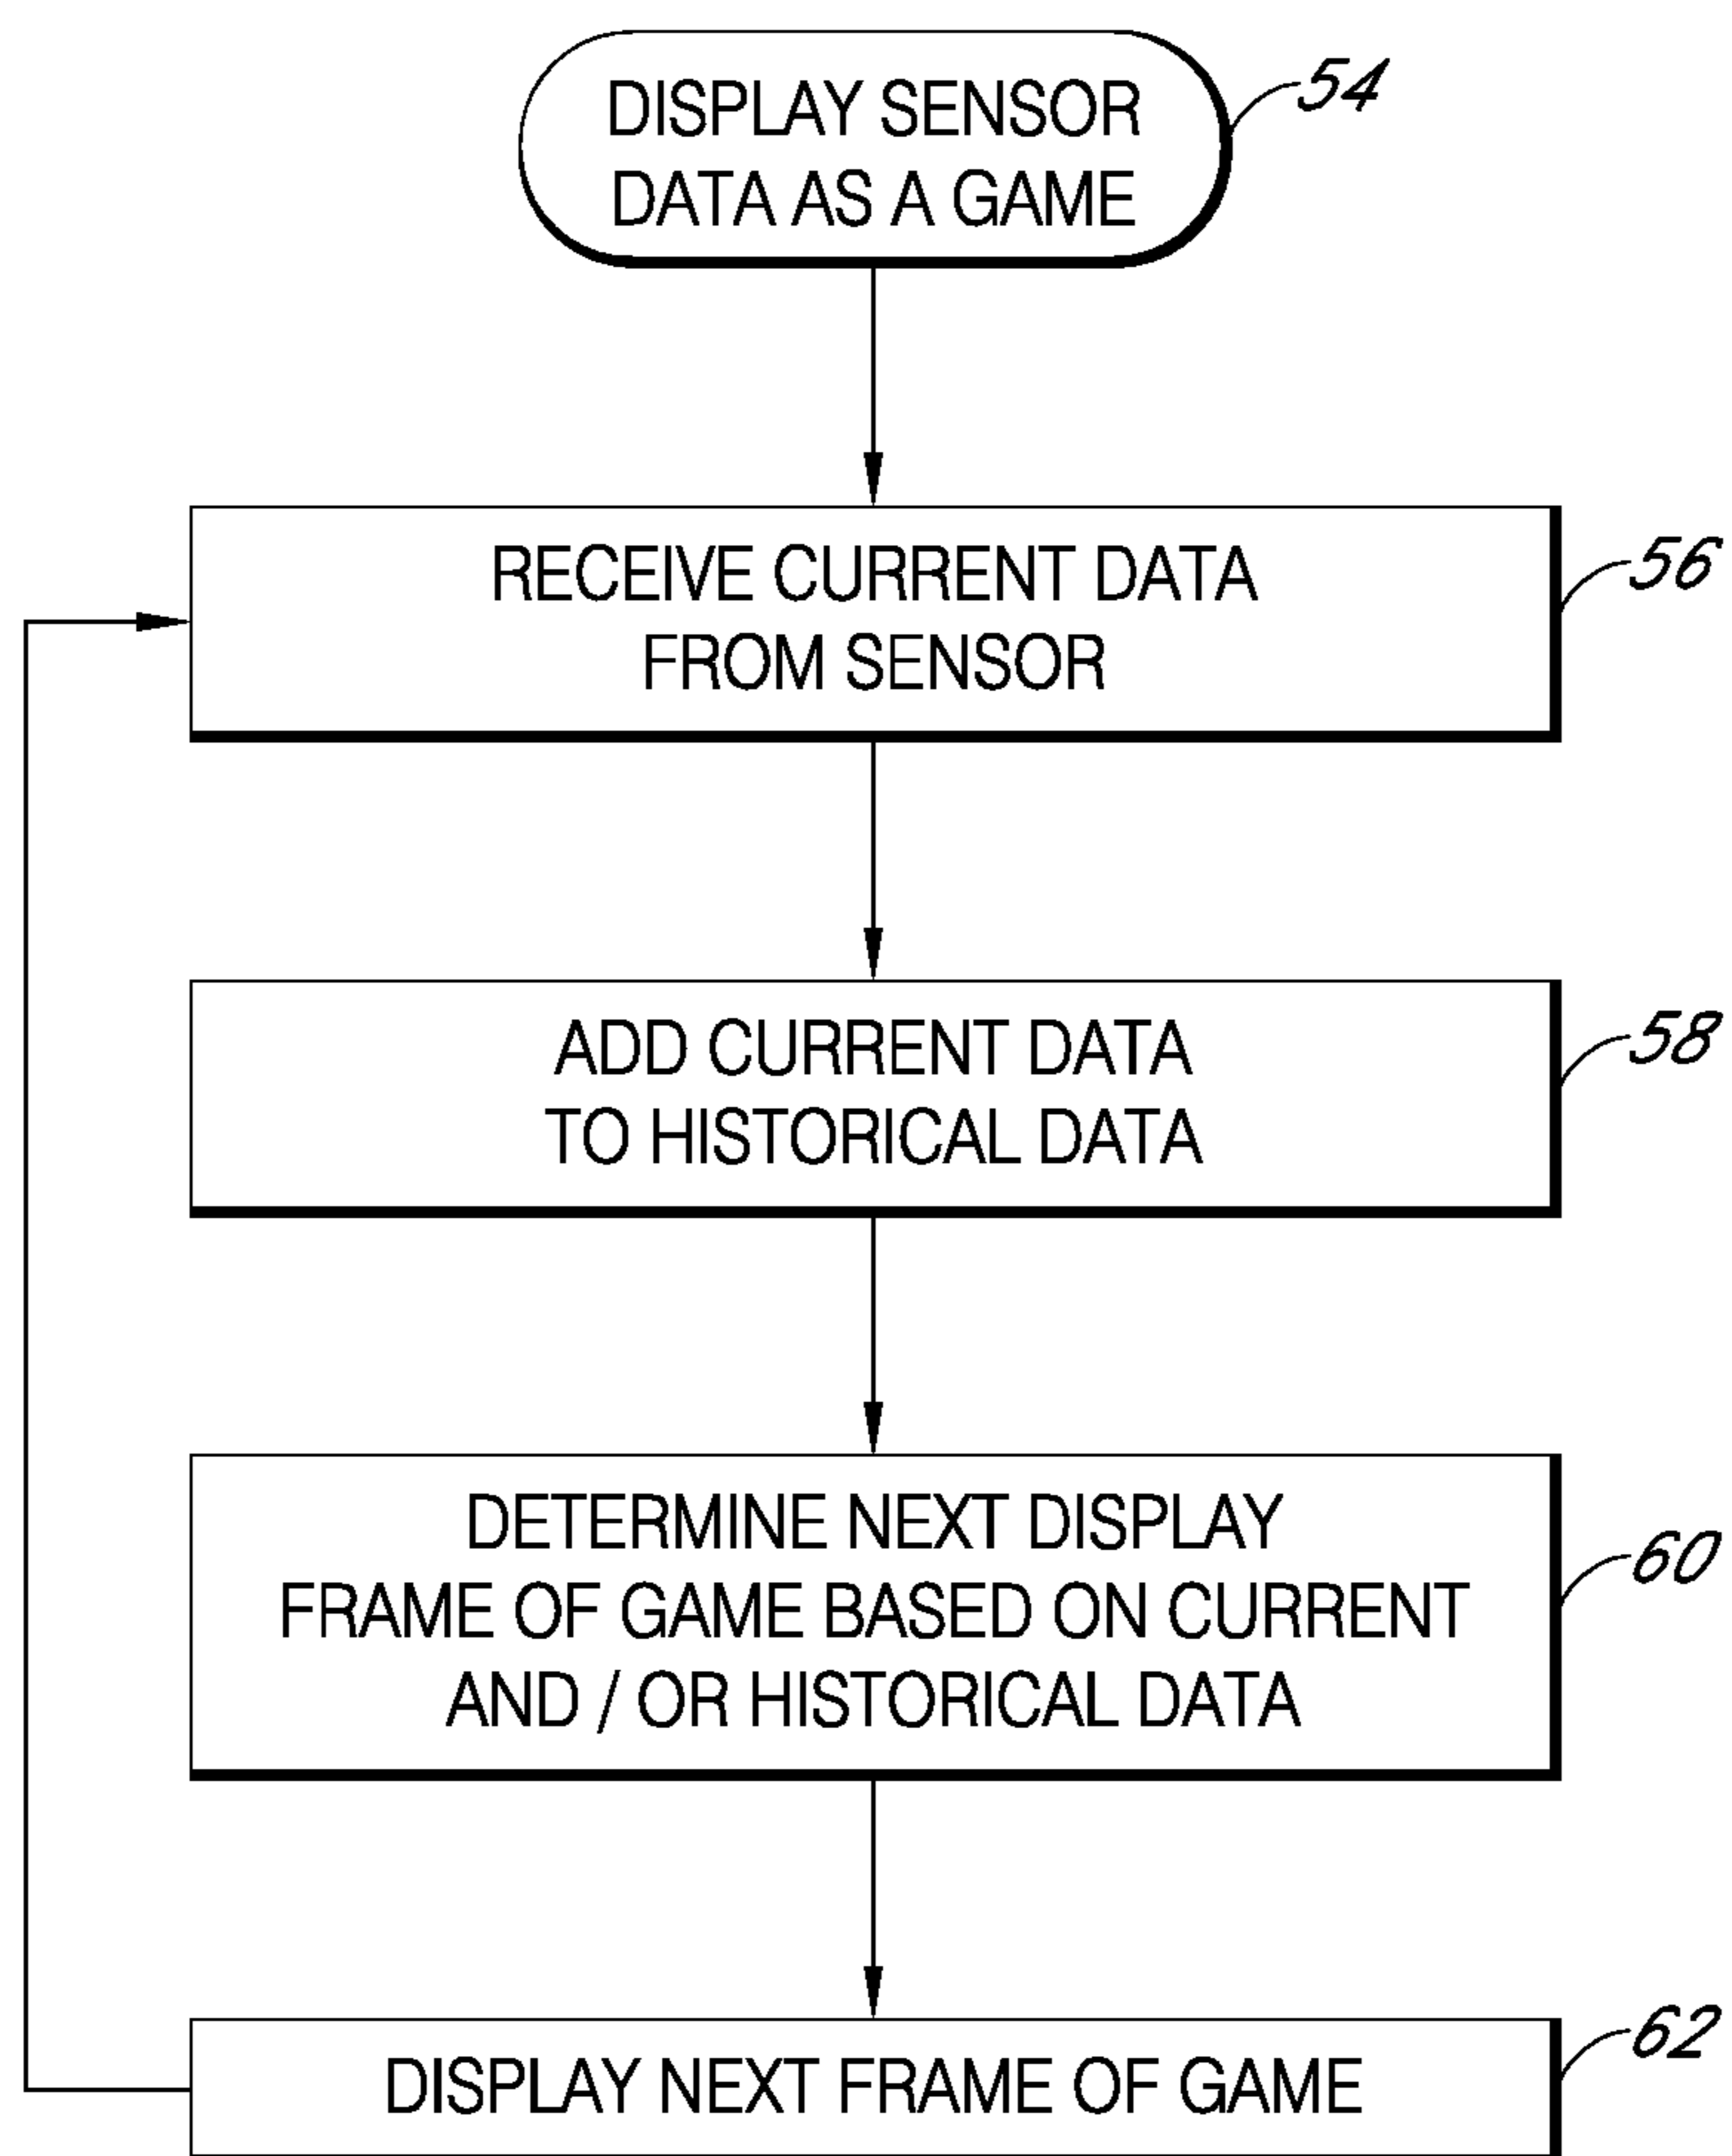 DISPLAY SENSOR
DATA AS A GAME
54
RECEIVE CURRENT DATA
FROM SENSOR
56
ADD CURRENT DATA
TO HISTORICAL DATA
58
DETERMINE NEXT DISPLAY
FRAME OF GAME BASED ON CURRENT
AND / OR HISTORICAL DATA
60
DISPLAY NEXT FRAME OF GAME
62